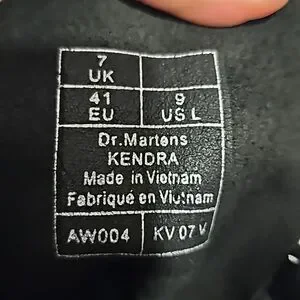 7
UK
41 9
EU US L
Dr.Martens
KENDRA
Made in Vietnam
Fabriqué en Vietnam
AW004 KV 07 V